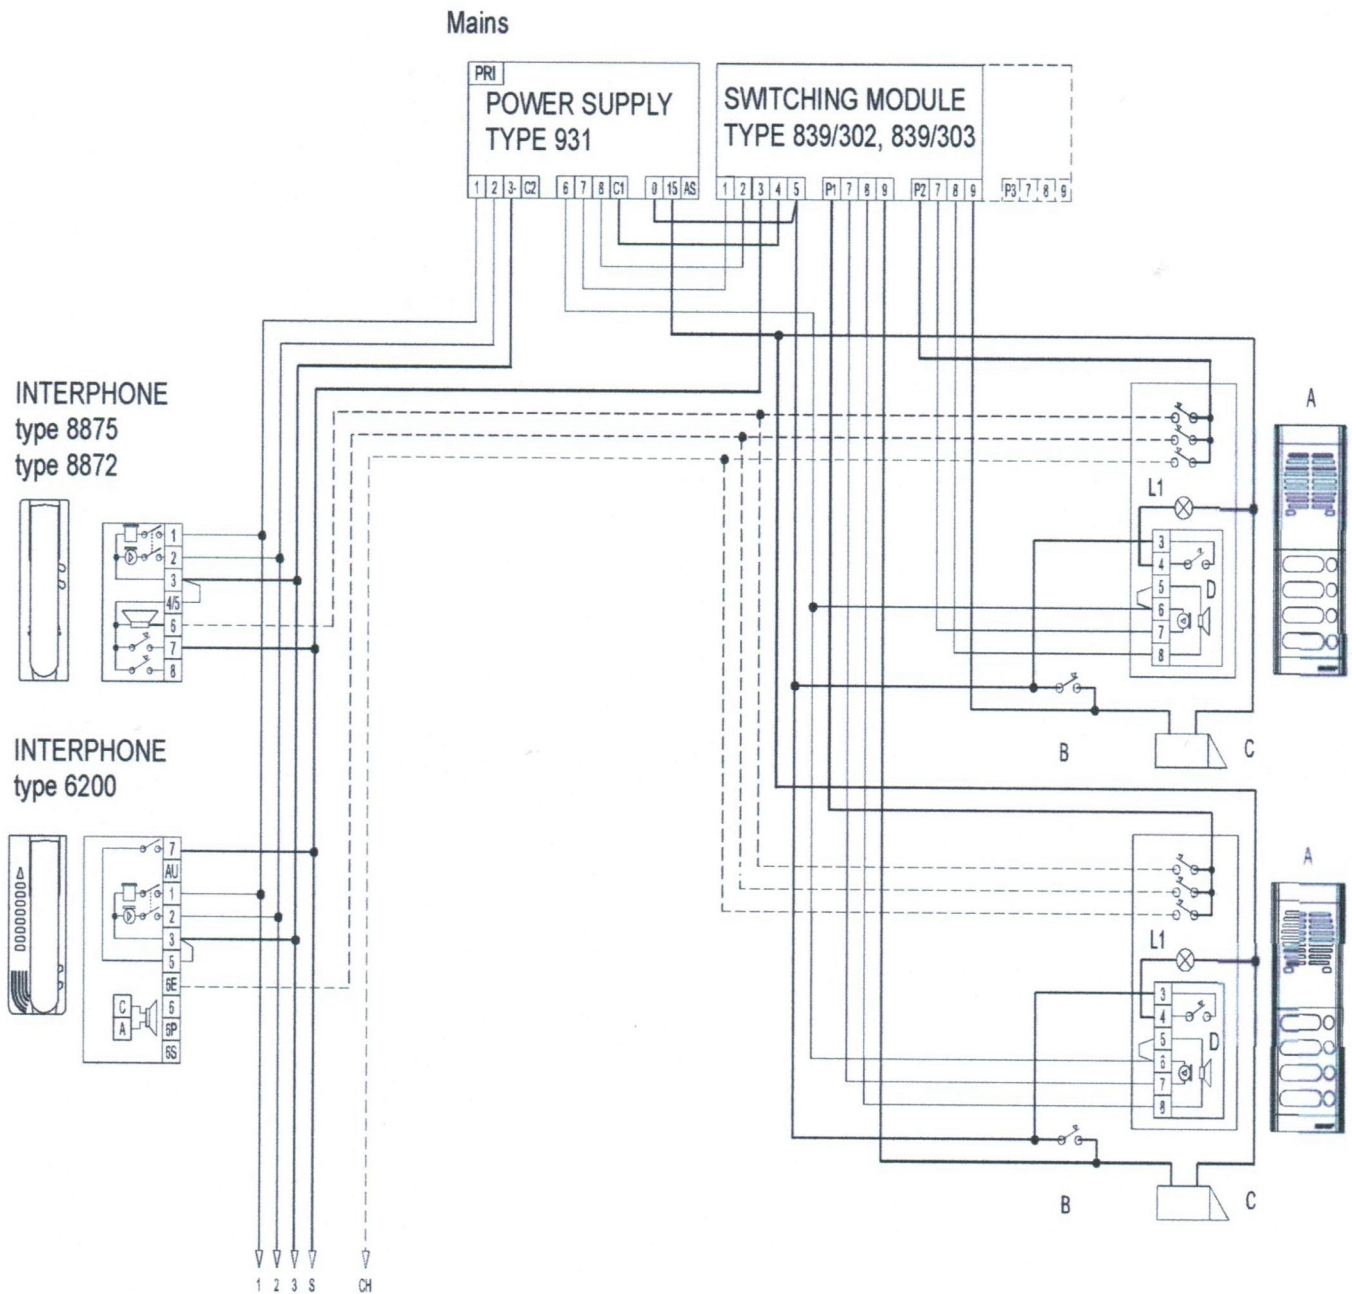 Mains
PRI
POWER SUPPLY
TYPE 931
1 2 3- C2 6 7 8 C1 0 15 AS
SWITCHING MODULE
TYPE 839/302, 839/303
1 2 3 4 5 P1 7 8 9 P2 7 8 9 P3 7 8 9
INTERPHONE
type 8875
type 8872
1
2
3
4/5
6
7
8
A
L1
3
4
5
D
6
7
8
B
C
INTERPHONE
type 6200
7
AU
1
2
3
5
6E
6
6P
6S
C
A
A
L1
3
4
5
D
6
7
8
B
C
1 2 3 S CH